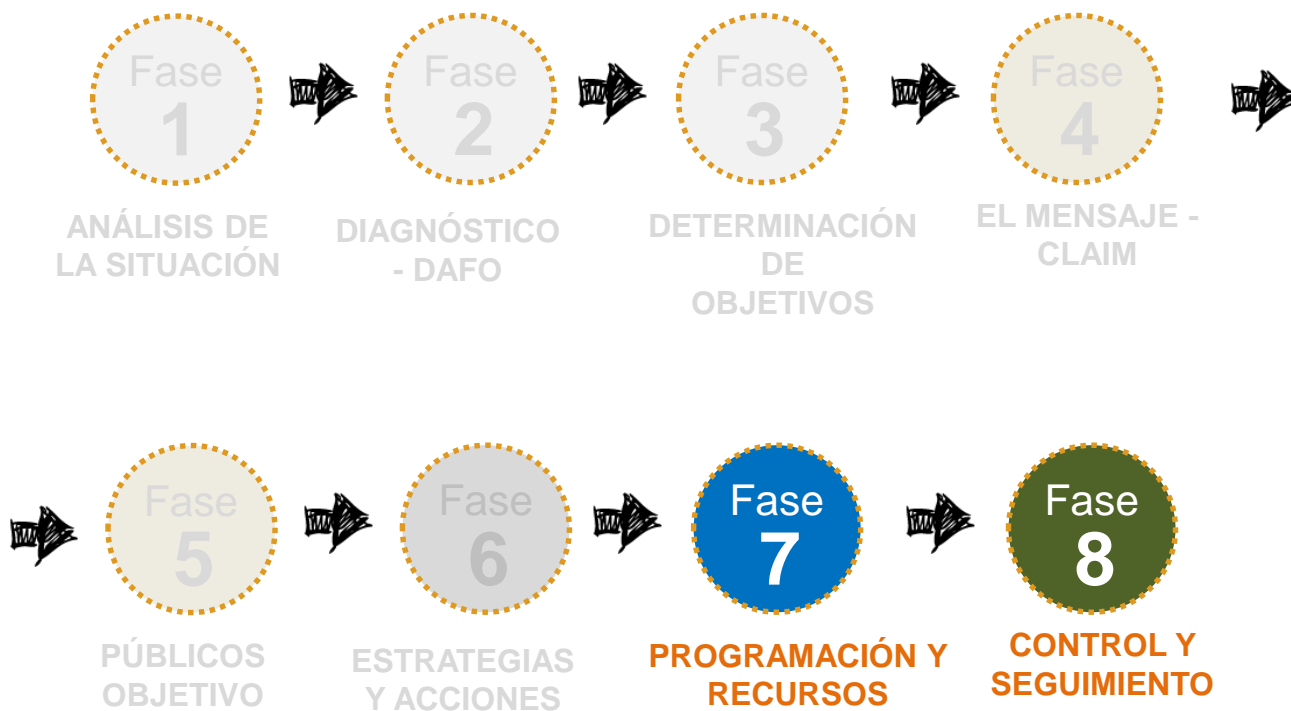 Fase
1
Fase
2
Fase
3
Fase
4
ANÁLISIS DE
LA SITUACIÓN
DIAGNÓSTICO
- DAFO
DETERMINACIÓN
DE
OBJETIVOS
EL MENSAJE -
CLAIM
Fase
5
Fase
6
Fase
7
Fase
8
PÚBLICOS
OBJETIVO
ESTRATEGIAS
Y ACCIONES
PROGRAMACIÓN Y
RECURSOS
CONTROL Y
SEGUIMIENTO